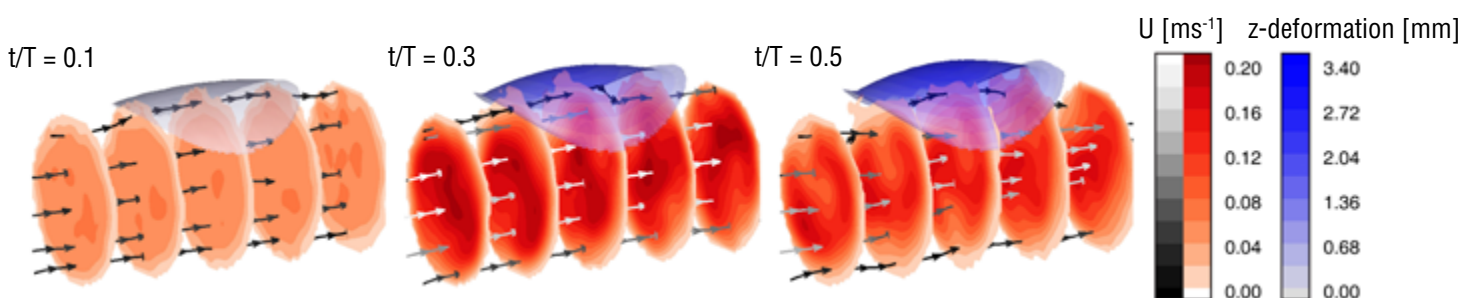 t/T = 0.1
t/T = 0.3
t/T = 0.5
U [ms⁻¹] z-deformation [mm]
0.20 3.40
0.16 2.72
0.12 2.04
0.08 1.36
0.04 0.68
0.00 0.00